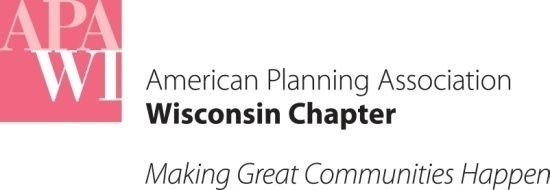 APA
WI
American Planning Association
Wisconsin Chapter
Making Great Communities Happen